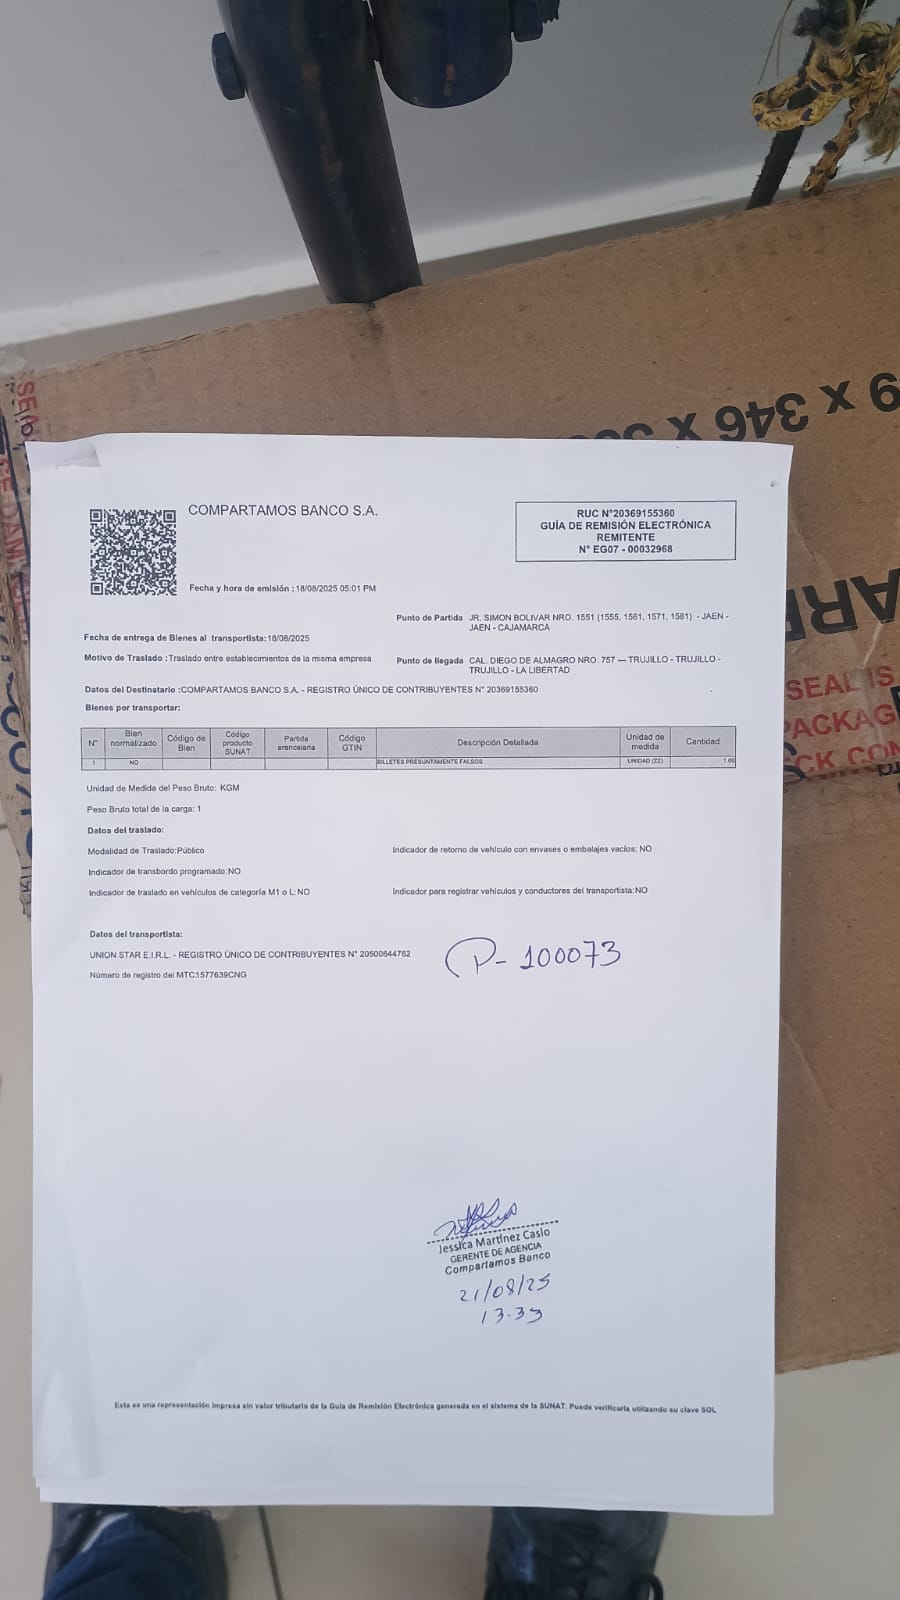 9 x 346 x
SEAL IS
PACKAG
CK CON
COMPARTAMOS BANCO S.A.
RUC N°20369155360
GUÍA DE REMISIÓN ELECTRÓNICA
REMITENTE
N° EG07 - 00032968
Fecha y hora de emisión : 18/08/2025 05:01 PM
Punto de Partida JR. SIMON BOLIVAR NRO. 1551 (1555, 1561, 1571, 1581) - JAEN -
JAEN - CAJAMARCA
Fecha de entrega de Bienes al transportista:18/08/2025
Motivo de Traslado : Traslado entre establecimientos de la misma empresa
Punto de llegada CAL. DIEGO DE ALMAGRO NRO. 757 — TRUJILLO - TRUJILLO -
TRUJILLO - LA LIBERTAD
Datos del Destinatario :COMPARTAMOS BANCO S.A. - REGISTRO ÚNICO DE CONTRIBUYENTES N° 20369155360
Bienes por transportar:
N° Bien normalizado Código de Bien Código producto SUNAT Partida arancelaria Código GTIN Descripción Detallada Unidad de medida Cantidad
1 NO BILLETES PRESUNTAMENTE FALSOS UNIDAD (ZZ) 1.00
Unidad de Medida del Peso Bruto: KGM
Peso Bruto total de la carga: 1
Datos del traslado:
Modalidad de Traslado:Público
Indicador de retorno de vehículo con envases o embalajes vacíos: NO
Indicador de transbordo programado:NO
Indicador de traslado en vehículos de categoría M1 o L:NO
Indicador para registrar vehículos y conductores del transportista:NO
Datos del transportista:
UNION STAR E.I.R.L. - REGISTRO ÚNICO DE CONTRIBUYENTES N° 20500644762
Número de registro del MTC:1577639CNG
P- 100073
Jessica Martínez Casio
GERENTE DE AGENCIA
Compartamos Banco
21/08/25
13.33
Esta es una representación impresa sin valor tributario de la Guía de Remisión Electrónica generada en el sistema de la SUNAT. Puede verificarla utilizando su clave SOL